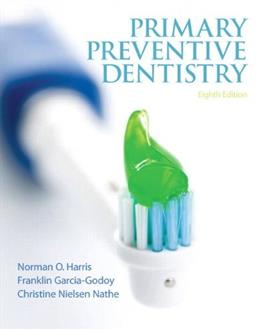 PRIMARY
PREVENTIVE
DENTISTRY
Eighth Edition
Norman O. Harris
Franklin Garcia-Godoy
Christine Nielsen Nathe